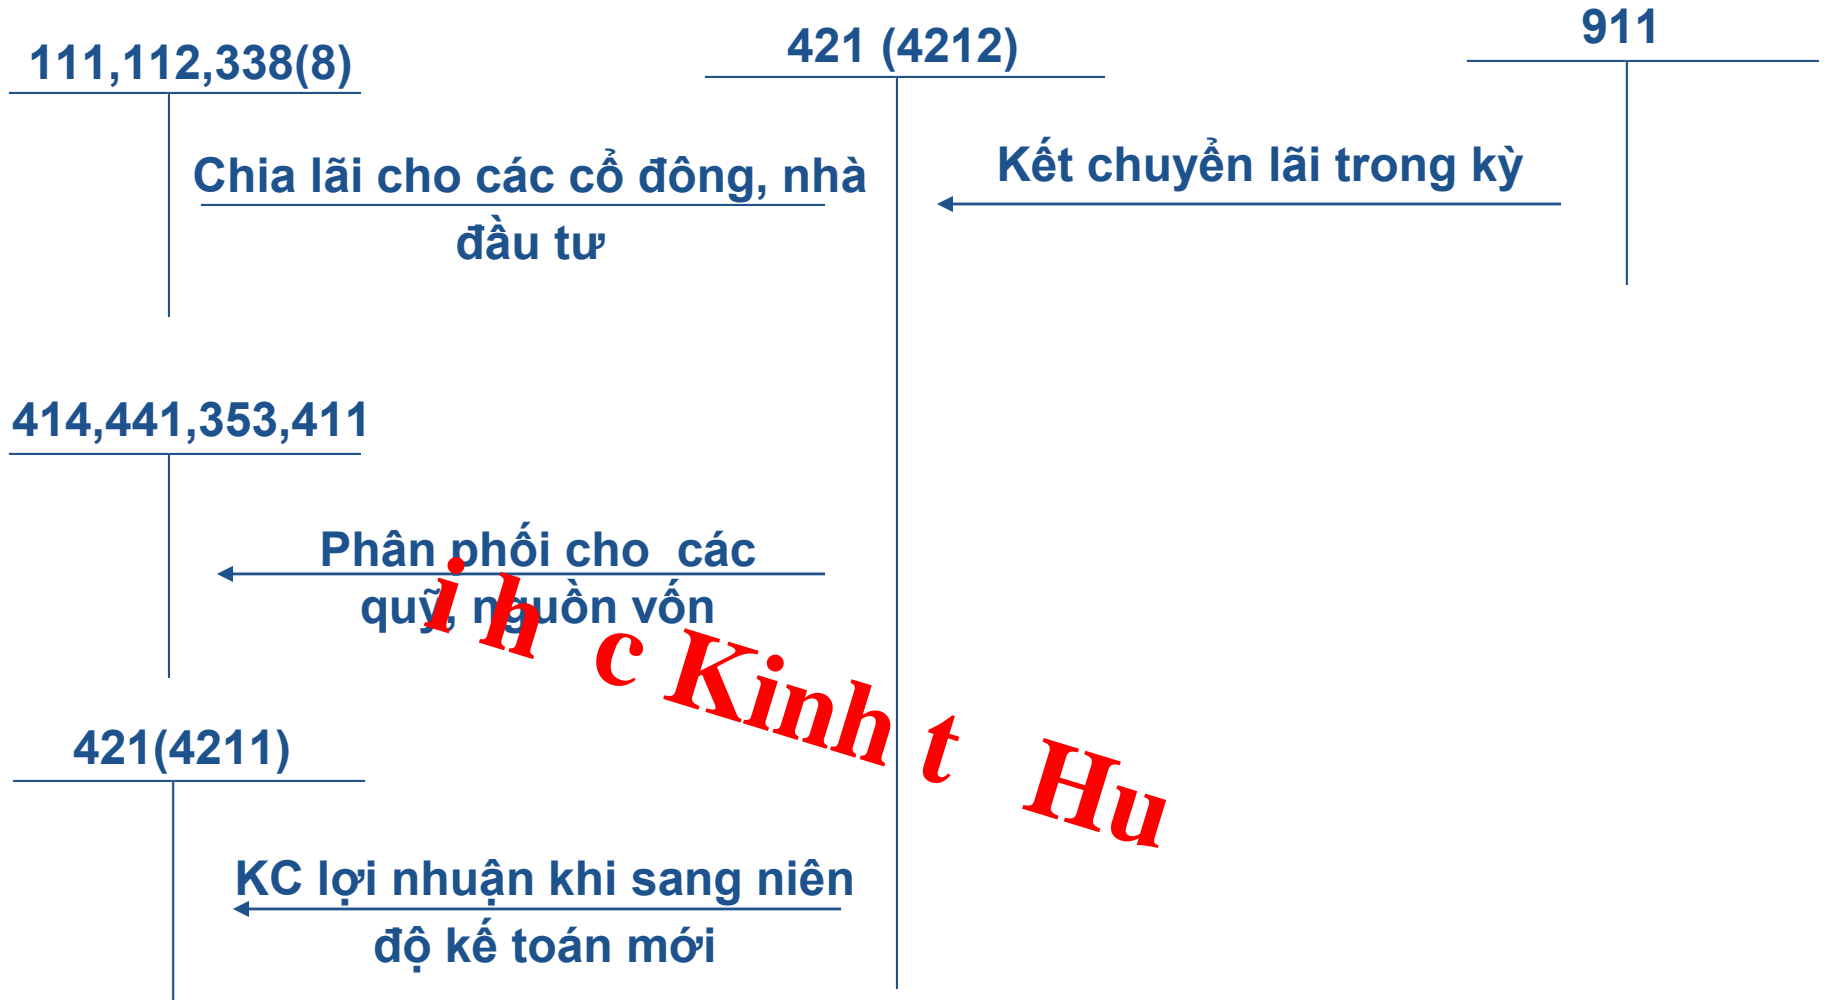 111,112,338(8)
421 (4212)
911
Chia lãi cho các cổ đông, nhà
đầu tư
Kết chuyển lãi trong kỳ
414,441,353,411
Phân phối cho các
quỹ, nguồn vốn
i h c Kinh t Hu
421(4211)
KC lợi nhuận khi sang niên
độ kế toán mới